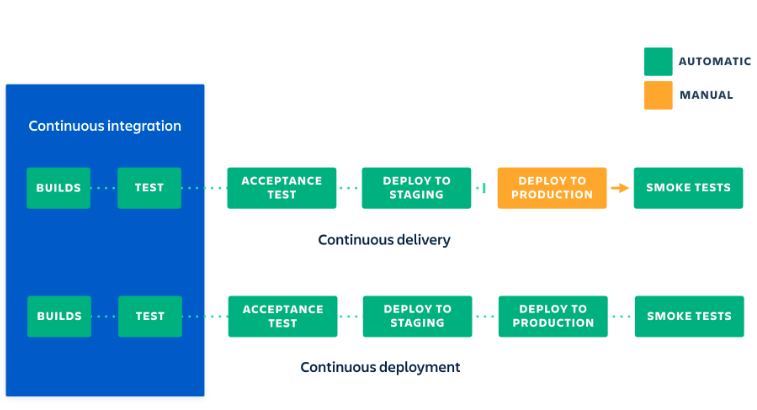 AUTOMATIC
MANUAL
Continuous integration
BUILDS
TEST
ACCEPTANCE
TEST
DEPLOY TO
STAGING
DEPLOY TO
PRODUCTION
SMOKE TESTS
Continuous delivery
BUILDS
TEST
ACCEPTANCE
TEST
DEPLOY TO
STAGING
DEPLOY TO
PRODUCTION
SMOKE TESTS
Continuous deployment